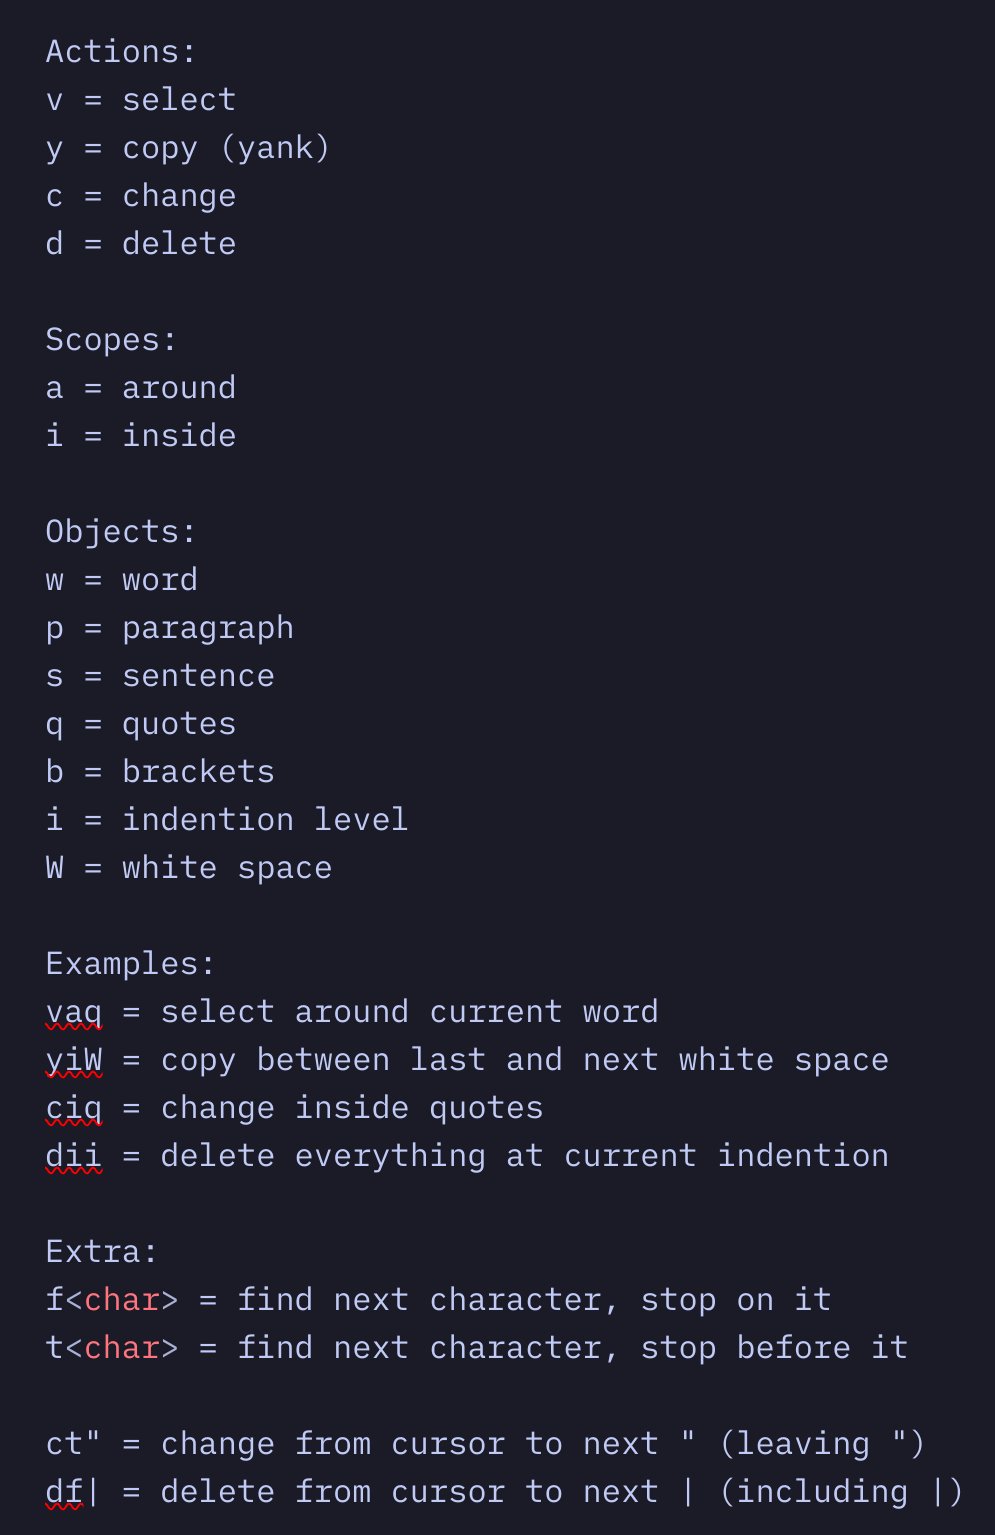 Actions:
v = select
y = copy (yank)
c = change
d = delete
Scopes:
a = around
i = inside
Objects:
w = word
p = paragraph
s = sentence
q = quotes
b = brackets
i = indention level
W = white space
Examples:
vaq = select around current word
yiW = copy between last and next white space
ciq = change inside quotes
dii = delete everything at current indention
Extra:
f<char> = find next character, stop on it
t<char> = find next character, stop before it
ct" = change from cursor to next " (leaving ")
df| = delete from cursor to next | (including |)